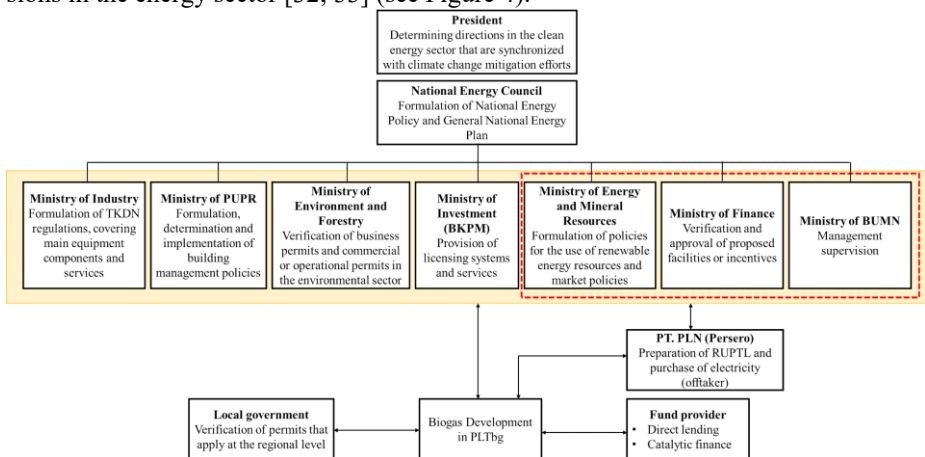 sions in the energy sector [32, 33] (see Figure 4).
President
Determining directions in the clean
energy sector that are synchronized
with climate change mitigation efforts
National Energy Council
Formulation of National Energy
Policy and General National Energy
Plan
Ministry of Industry
Formulation of TKDN
regulations, covering
main equipment
components and
services
Ministry of PUPR
Formulation,
determination and
implementation of
building
management policies
Ministry of
Environment and
Forestry
Verification of business
permits and commercial
or operational permits in
the environmental sector
Ministry of
Investment
(BKPM)
Provision of
licensing systems
and services
Ministry of Energy
and Mineral
Resources
Formulation of policies
for the use of renewable
energy resources and
market policies
Ministry of Finance
Verification and
approval of proposed
facilities or incentives
Ministry of BUMN
Management
supervision
PT. PLN (Persero)
Preparation of RUPTL and
purchase of electricity
(offtaker)
Local government
Verification of permits that
apply at the regional level
Biogas Development
in PLTbg
Fund provider
• Direct lending
• Catalytic finance